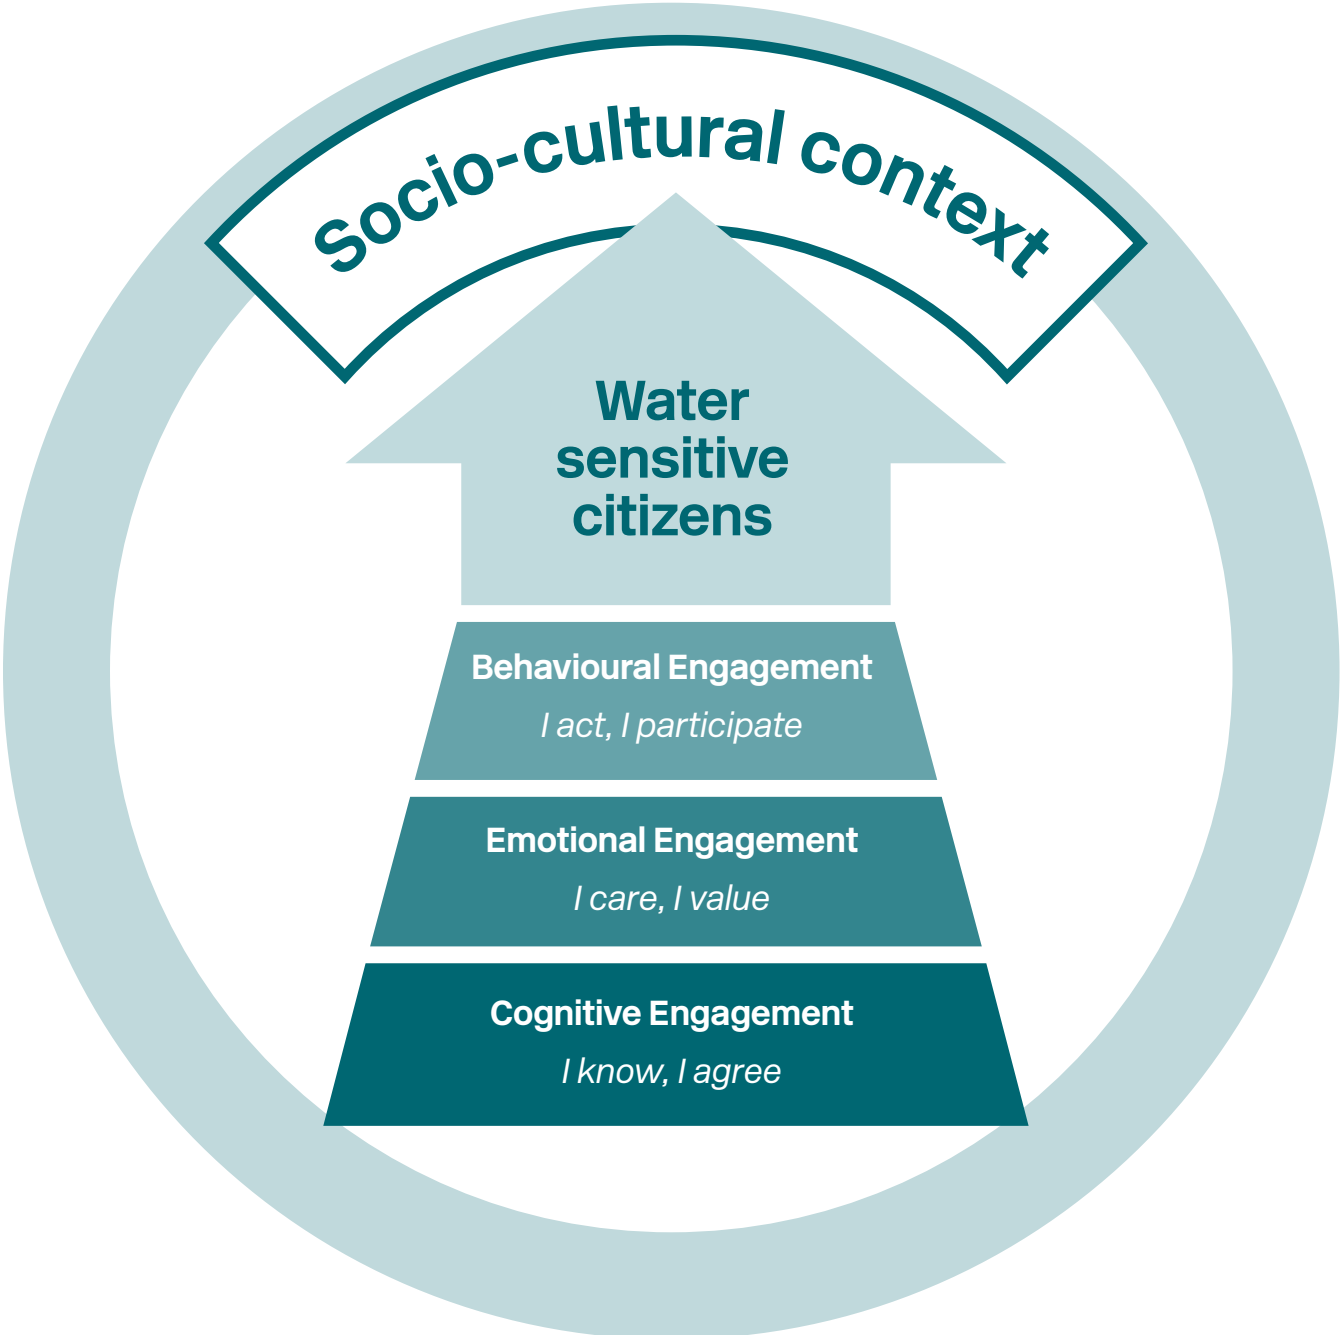 Socio-cultural context
Water
sensitive
citizens
Behavioural Engagement
I act, I participate
Emotional Engagement
I care, I value
Cognitive Engagement
I know, I agree